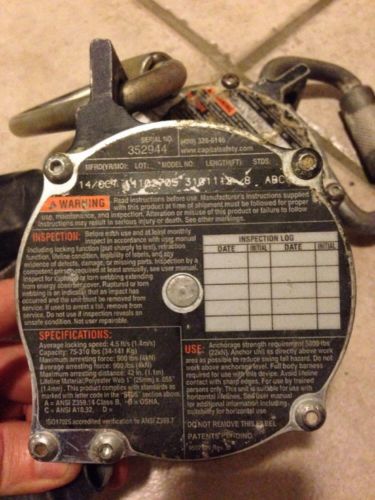 SERIAL NO. (800) 328-6146
352944 www.capitalsafety.com
MFRD(YR/MO): LOT: MODEL NO. LENGTH(FT). STDS.
ABC
WARNING Read instructions before use. Manufacturer's instructions supplied
with this product at time of shipment must be followed for proper
use, maintenance, and inspection. Alteration or misuse of this product or failure to follow
instructions may result in serious injury or death. See other markings.
INSPECTION: Before each use and at least monthly
inspect in accordance with user manual
including locking function (pull sharply to test), retraction
function, lifeline condition, legibility of labels, and any
evidence of defects, damage, or missing parts. Inspection by a
competent person required at least annually, see user manual.
Inspect for ruptured or torn webbing extending
from energy absorber cover. Ruptured or torn
webbing is an indicator that an impact has
occurred and the unit must be removed from
service. If used to arrest a fall, remove from
service. Do not use if inspection reveals an
unsafe condition. Not user repairable.
INSPECTION LOG
DATE INITIAL DATE INITIAL
SPECIFICATIONS:
Average locking speed: 4.5 ft/s (1.4m/s)
Capacity: 75-310 lbs (34-141 Kg)
Maximum arresting force: 900 lbs (4kN)
Average arresting force: 900 lbs (4kN)
Maximum arresting distance: 42 in. (1.1m)
Lifeline Material:Polyester Web 1" (25mm) x .055"
(1.4mm). This product complies with standards as
marked with letter code in the "STDS" section above.
A = ANSI Z359.14 Class B, B = OSHA,
C = ANSI A10.32, D =
ISO17025 accredited verification for ANSI Z359.7
USE: Anchorage strength requirement 5000 lbs
(22kN). Anchor unit as directly above work
area as possible to reduce swing fall hazard. Do not
work above anchorage level. Full body harness
required for use with this device. Avoid lifeline
contact with sharp edges. For use by trained
persons only. This unit is suitable for use with
horizontal lifelines. See user manual
for additional information including
suitability for horizontal use.
DO NOT REMOVE THIS LABEL
PATENTS PENDING.